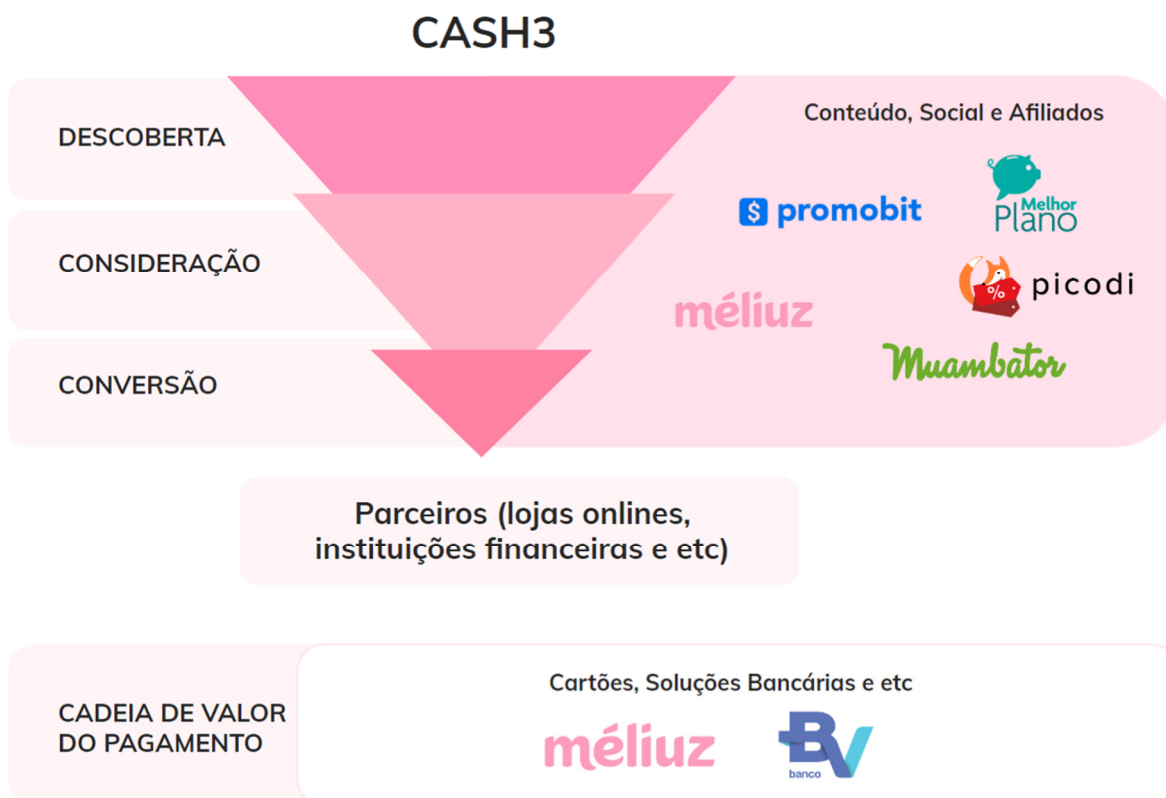 CASH3
DESCOBERTA
Conteúdo, Social e Afiliados
$ promobit
Melhor
Plano
CONSIDERAÇÃO
% picodi
méliuz
Muambator
CONVERSÃO
Parceiros (lojas onlines,
instituições financeiras e etc)
CADEIA DE VALOR
DO PAGAMENTO
Cartões, Soluções Bancárias e etc
méliuz
BV
banco